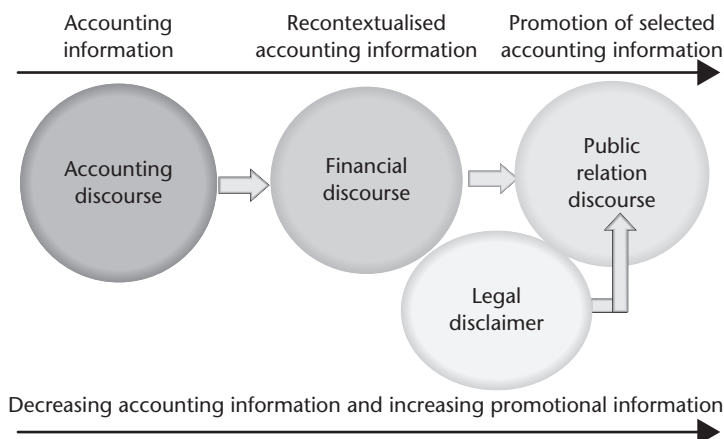 Accounting
information
Recontextualised
accounting information
Promotion of selected
accounting information
Accounting
discourse
Financial
discourse
Public
relation
discourse
Legal
disclaimer
Decreasing accounting information and increasing promotional information